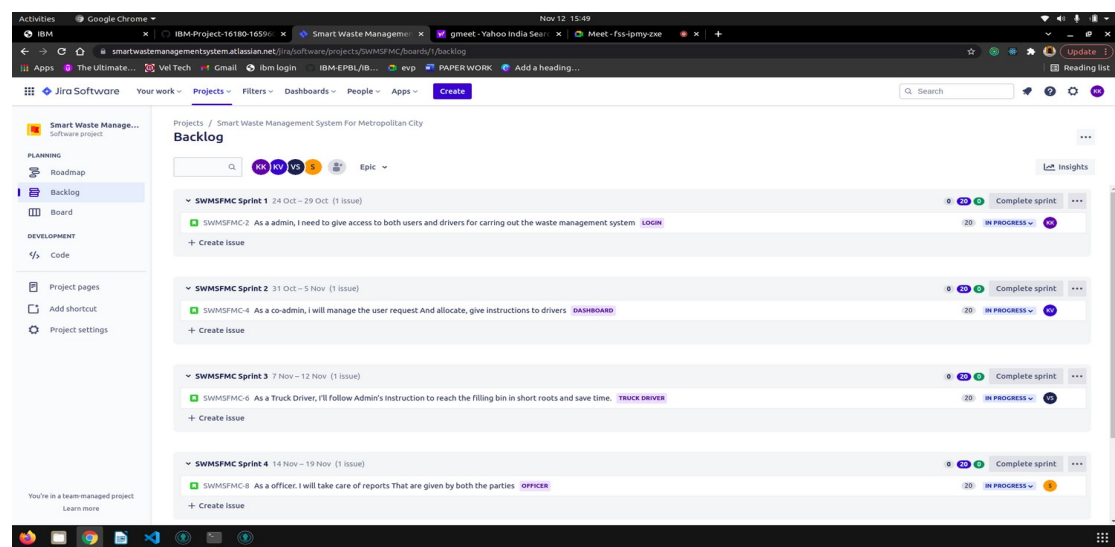 Activities Google Chrome Nov 12 15:49
IBM IBM-Project-16180-16596 Smart Waste Managemen gmeet - Yahoo India Sear Meet - fss-ipmy-zxe
smartwastemanagementsystem.atlassian.net/jira/software/projects/SWMSFMC/boards/1/backlog Update
Apps The Ultimate... Vel Tech Gmail ibm login IBM-EPBL/IB... evp PAPER WORK Add a heading... Reading list
Jira Software Your work Projects Filters Dashboards People Apps Create Search KK
Smart Waste Manage...
Software project
PLANNING
Roadmap
Backlog
Board
DEVELOPMENT
Code
Project pages
Add shortcut
Project settings
You're in a team-managed project
Learn more
Projects / Smart Waste Management System For Metropolitan City
Backlog
KK KV VS S Epic Insights
SWMSFMC Sprint 1 24 Oct – 29 Oct (1 issue) 0 20 0 Complete sprint
SWMSFMC-2 As a admin, I need to give access to both users and drivers for carring out the waste management system LOGIN 20 IN PROGRESS KK
+ Create issue
SWMSFMC Sprint 2 31 Oct – 5 Nov (1 issue) 0 20 0 Complete sprint
SWMSFMC-4 As a co-admin, i will manage the user request And allocate, give instructions to drivers DASHBOARD 20 IN PROGRESS KV
+ Create issue
SWMSFMC Sprint 3 7 Nov – 12 Nov (1 issue) 0 20 0 Complete sprint
SWMSFMC-6 As a Truck Driver, I'll follow Admin's Instruction to reach the filling bin in short roots and save time. TRUCK DRIVER 20 IN PROGRESS VS
+ Create issue
SWMSFMC Sprint 4 14 Nov – 19 Nov (1 issue) 0 20 0 Complete sprint
SWMSFMC-8 As a officer. I will take care of reports That are given by both the parties OFFICER 20 IN PROGRESS S
+ Create issue